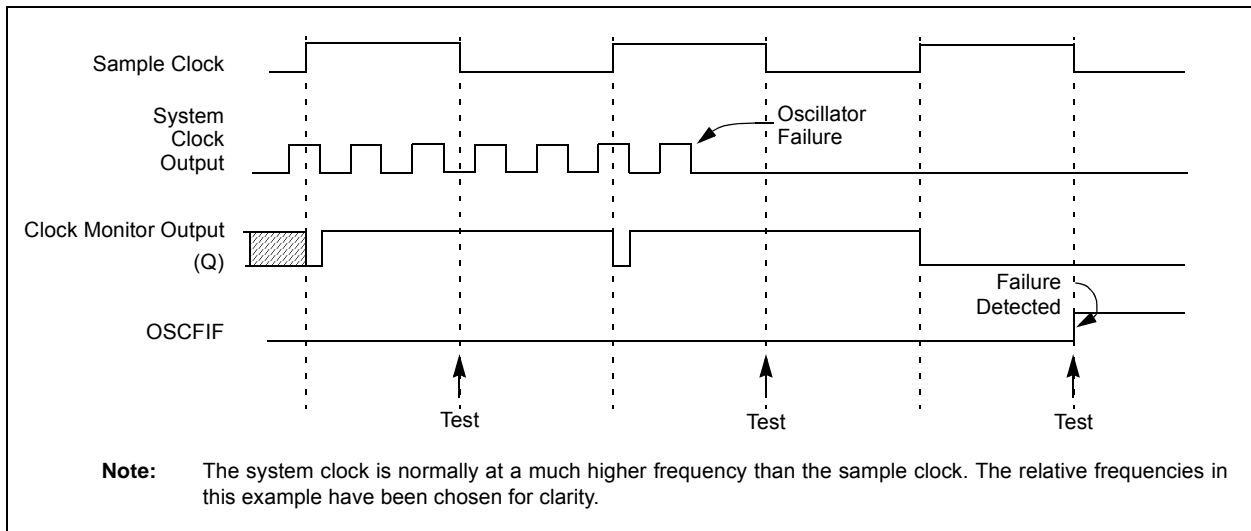 Sample Clock
System
Clock
Output
Oscillator
Failure
Clock Monitor Output
(Q)
Failure
Detected
OSCFIF
Test
Test
Test
Note: The system clock is normally at a much higher frequency than the sample clock. The relative frequencies in
this example have been chosen for clarity.